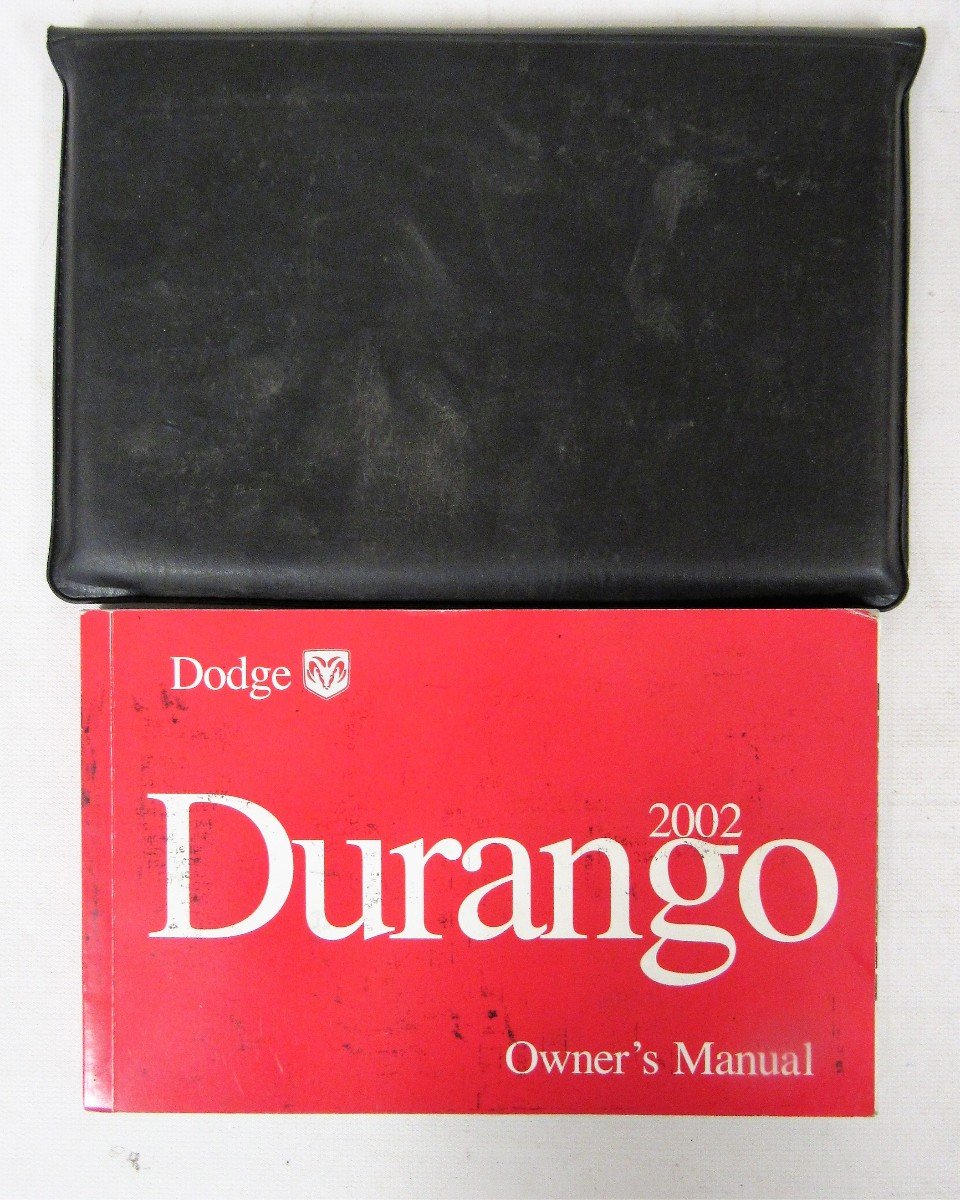 Dodge
2002
Durango
Owner's Manual